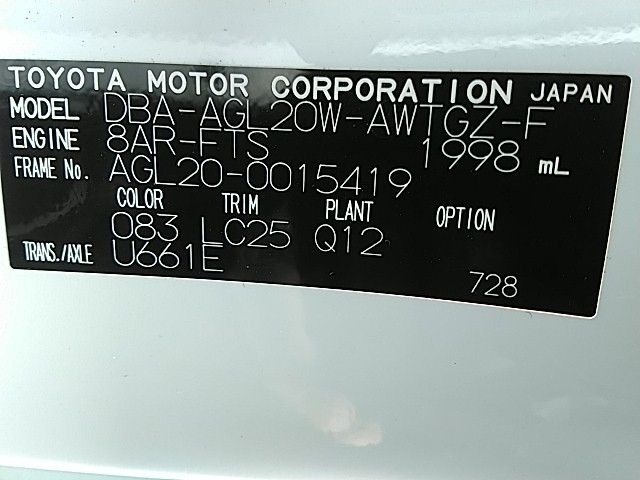 TOYOTA MOTOR CORPORATION JAPAN
MODEL DBA-AGL20W-AWTGZ-F
ENGINE 8AR-FTS 1998 mL
FRAME No. AGL20-0015419
COLOR TRIM PLANT OPTION
083 LC25 Q12
TRANS./AXLE U661E
728